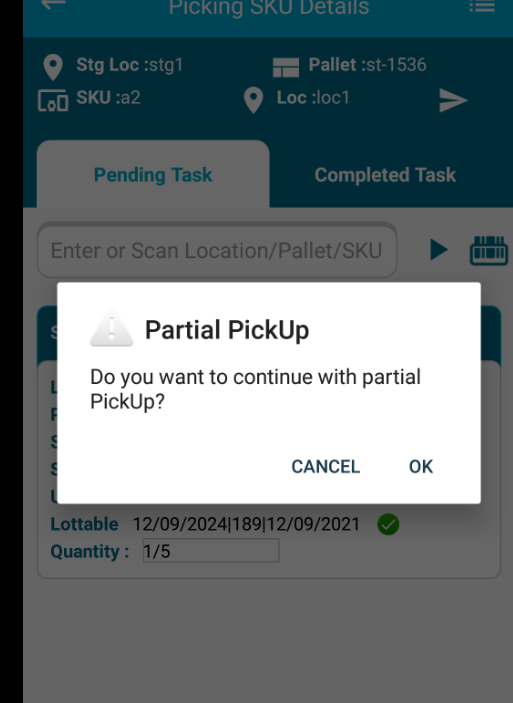 Picking SKU Details
Stg Loc :stg1 Pallet :st-1536
SKU :a2 Loc :loc1
Pending Task Completed Task
Enter or Scan Location/Pallet/SKU
Partial PickUp
Do you want to continue with partial
PickUp?
CANCEL OK
Lottable 12/09/2024|189|12/09/2021
Quantity : 1/5